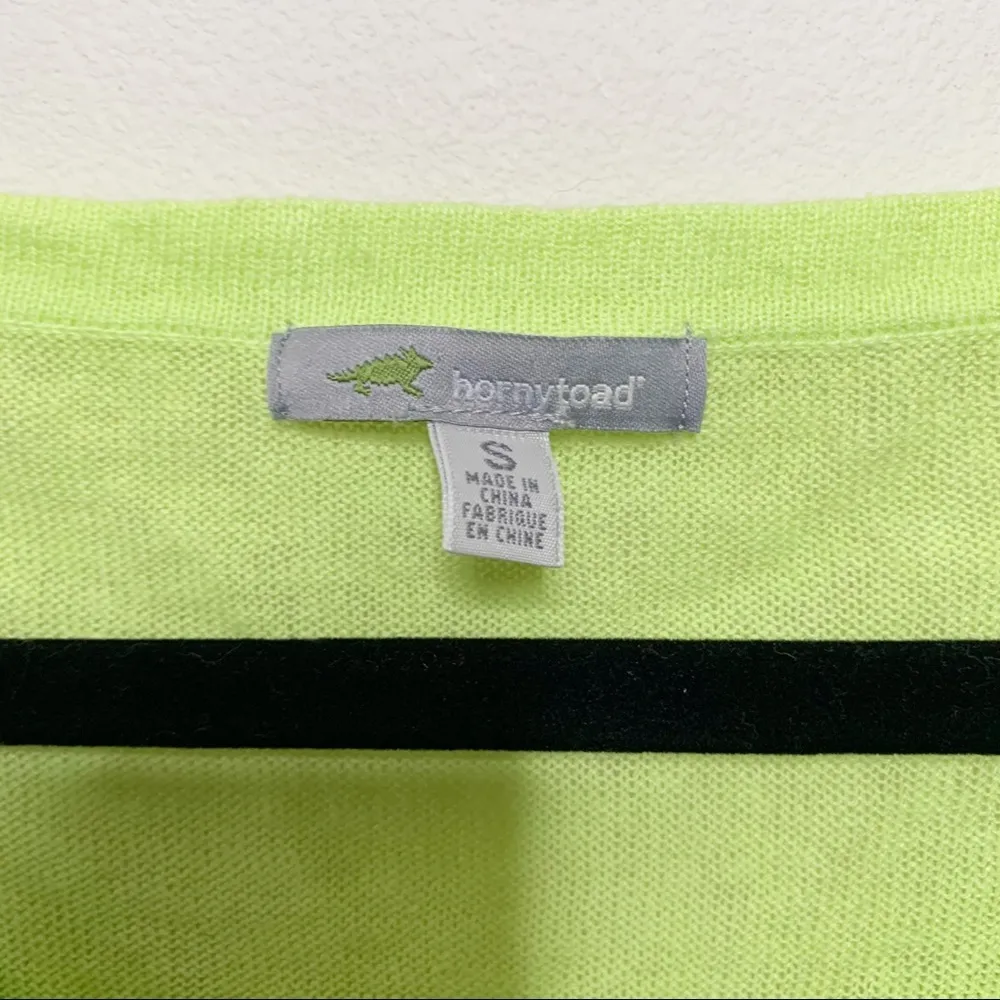 hornytoad®
S
MADE IN
CHINA
FABRIQUE
EN CHINE